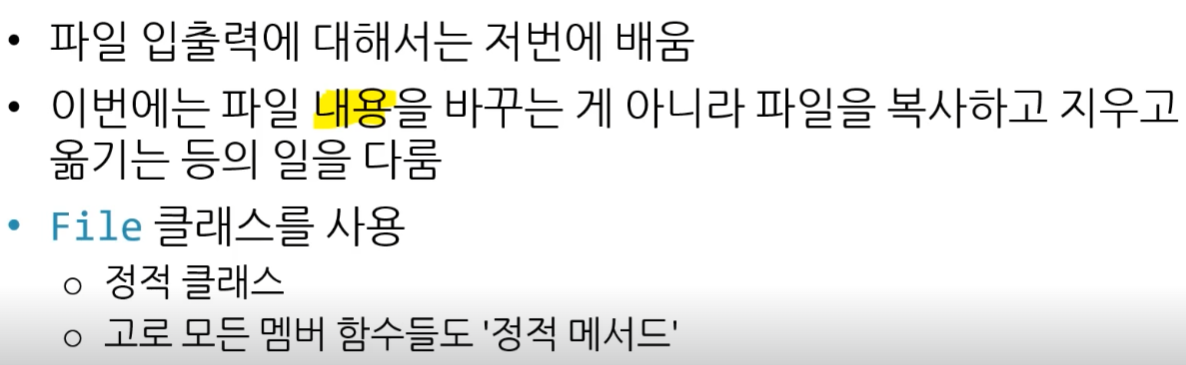 • 파일 입출력에 대해서는 저번에 배움
• 이번에는 파일 내용을 바꾸는 게 아니라 파일을 복사하고 지우고
옮기는 등의 일을 다룸
• File 클래스를 사용
○ 정적 클래스
○ 고로 모든 멤버 함수들도 '정적 메서드'